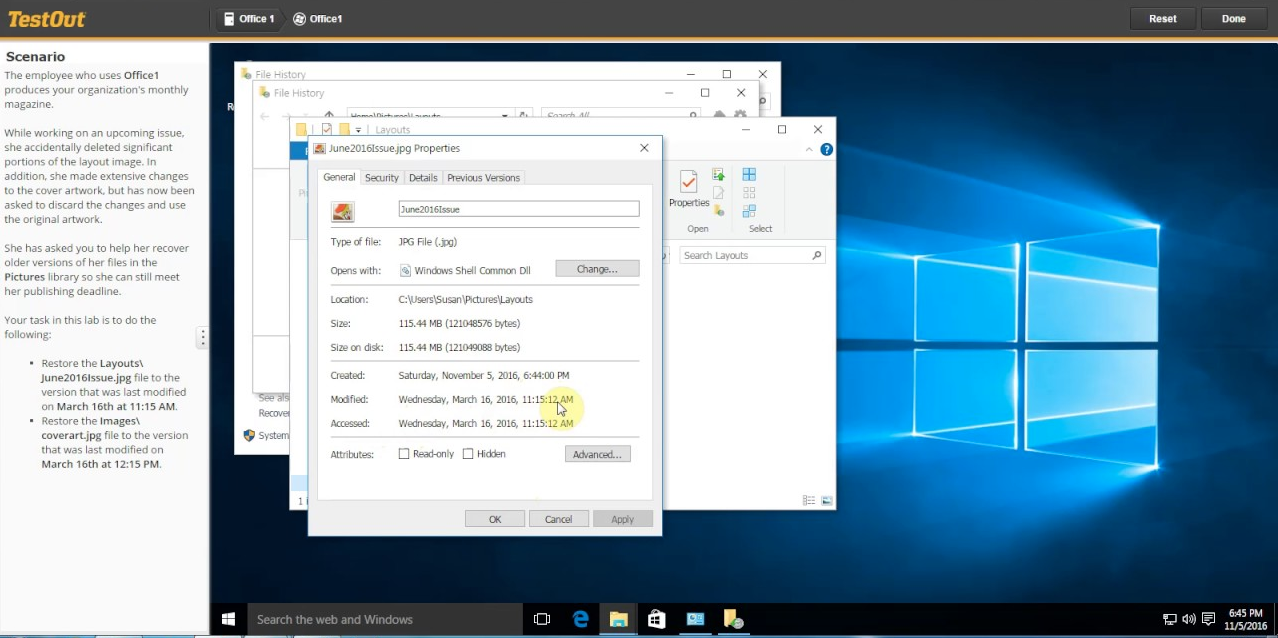 TestOut
Office 1
Office1
Reset
Done
Scenario
The employee who uses Office1
produces your organization's monthly
magazine.
While working on an upcoming issue,
she accidentally deleted significant
portions of the layout image. In
addition, she made extensive changes
to the cover artwork, but has now been
asked to discard the changes and use
the original artwork.
She has asked you to help her recover
older versions of her files in the
Pictures library so she can still meet
her publishing deadline.
Your task in this lab is to do the
following:
Restore the Layouts\
June2016Issue.jpg file to the
version that was last modified
on March 16th at 11:15 AM.
Restore the Images\
coverart.jpg file to the version
that was last modified on
March 16th at 12:15 PM.
File History
File History
Home\Pictures\Layouts
Search All
Layouts
June2016Issue.jpg Properties
General
Security
Details
Previous Versions
June2016Issue
Type of file:
JPG File (.jpg)
Opens with:
Windows Shell Common Dll
Change...
Location:
C:\Users\Susan\Pictures\Layouts
Size:
115.44 MB (121048576 bytes)
Size on disk:
115.44 MB (121049088 bytes)
Created:
Saturday, November 5, 2016, 6:44:00 PM
Modified:
Wednesday, March 16, 2016, 11:15:12 AM
Accessed:
Wednesday, March 16, 2016, 11:15:12 AM
Attributes:
Read-only
Hidden
Advanced...
OK
Cancel
Apply
Properties
Open
Select
Search Layouts
See als
Recover
System
1 i
Search the web and Windows
6:45 PM
11/5/2016